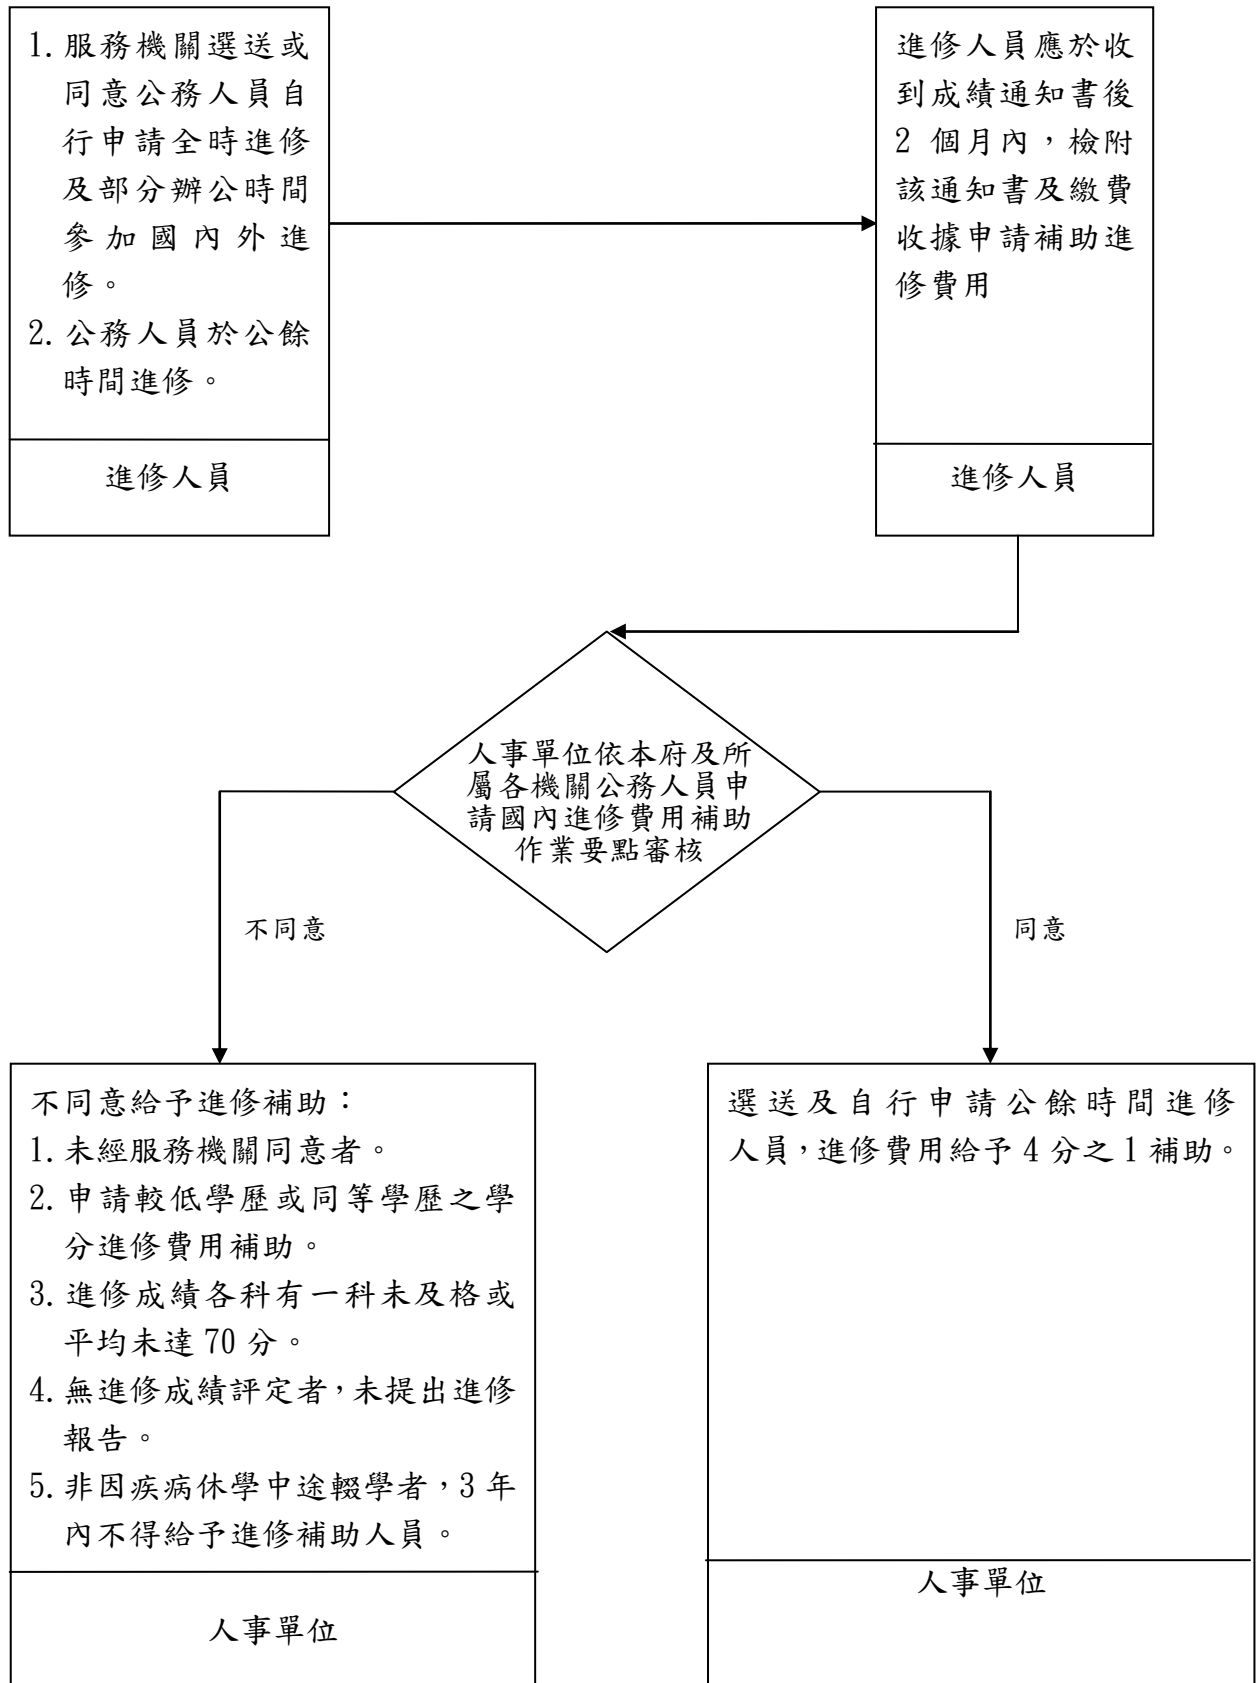 1. 服務機關選送或
同意公務人員自
行申請全時進修
及部分辦公時間
參加國內外進
修。
2. 公務人員於公餘
時間進修。
進修人員
進修人員應於收
到成績通知書後
2 個月內，檢附
該通知書及繳費
收據申請補助進
修費用
進修人員
人事單位依本府及所
屬各機關公務人員申
請國內進修費用補助
作業要點審核
不同意
同意
不同意給予進修補助：
1. 未經服務機關同意者。
2. 申請較低學歷或同等學歷之學
分進修費用補助。
3. 進修成績各科有一科未及格或
平均未達 70 分。
4. 無進修成績評定者，未提出進修
報告。
5. 非因疾病休學中途輟學者，3 年
內不得給予進修補助人員。
人事單位
選送及自行申請公餘時間進修
人員，進修費用給予 4 分之 1 補助。
人事單位